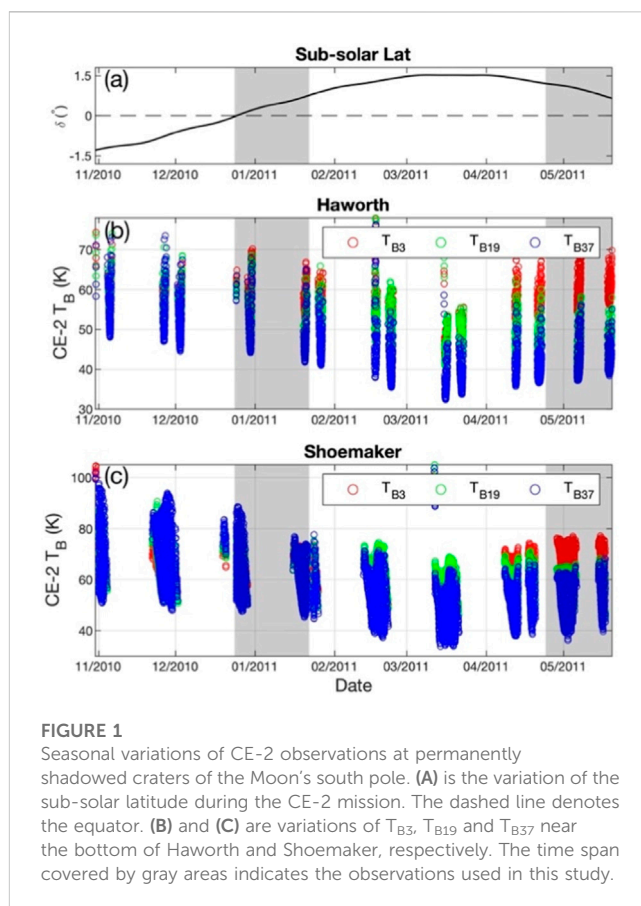 Sub-solar Lat
(a)
δ (°)
1.5
0
-1.5
11/2010 12/2010 01/2011 02/2011 03/2011 04/2011 05/2011
Haworth
(b)
T_B3 T_B19 T_B37
CE-2 T_B (K)
70
60
50
40
30
11/2010 12/2010 01/2011 02/2011 03/2011 04/2011 05/2011
Shoemaker
(c)
T_B3 T_B19 T_B37
CE-2 T_B (K)
100
80
60
40
11/2010 12/2010 01/2011 02/2011 03/2011 04/2011 05/2011
Date
FIGURE 1
Seasonal variations of CE-2 observations at permanently
shadowed craters of the Moon's south pole. (A) is the variation of the
sub-solar latitude during the CE-2 mission. The dashed line denotes
the equator. (B) and (C) are variations of T_B3, T_B19 and T_B37 near
the bottom of Haworth and Shoemaker, respectively. The time span
covered by gray areas indicates the observations used in this study.